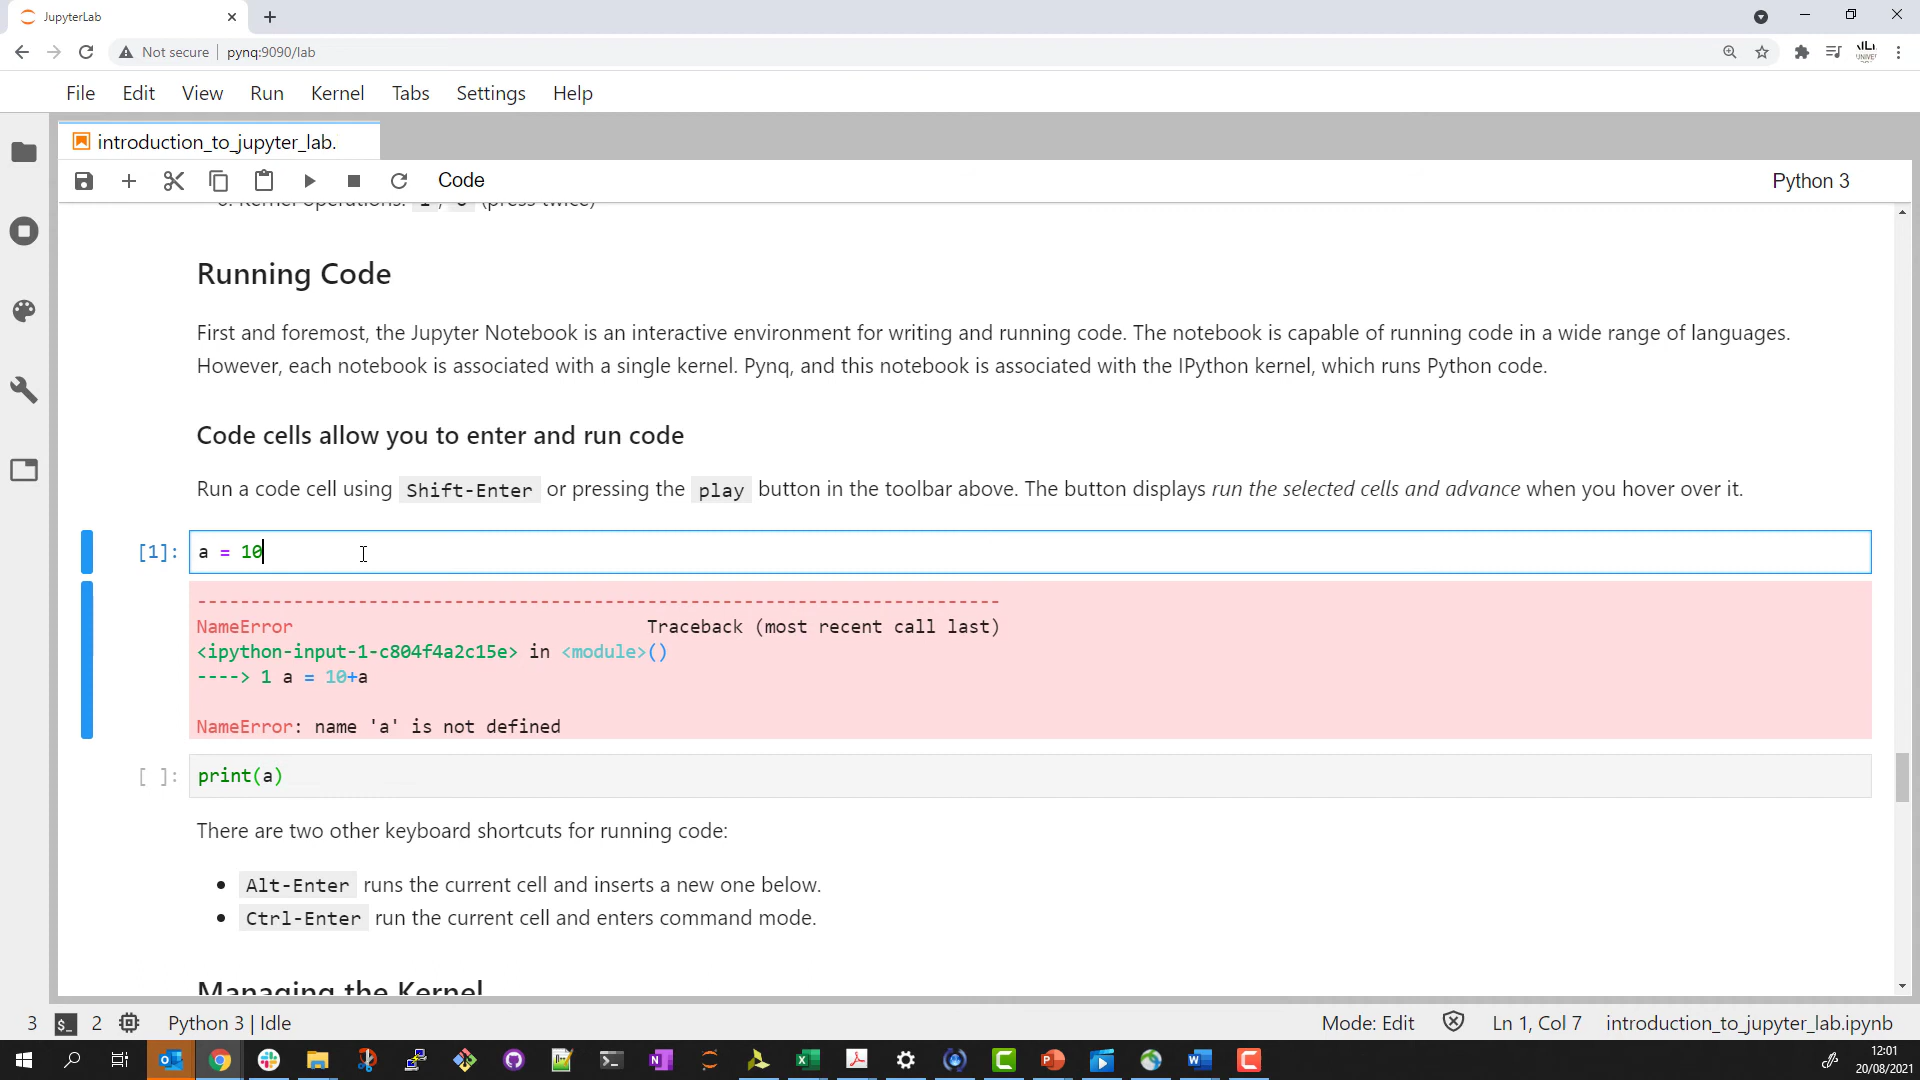 JupyterLab
Not secure | pynq:9090/lab
File Edit View Run Kernel Tabs Settings Help
introduction_to_jupyter_lab.
Code Python 3
Kernel Operations: (press twice)
Running Code
First and foremost, the Jupyter Notebook is an interactive environment for writing and running code. The notebook is capable of running code in a wide range of languages.
However, each notebook is associated with a single kernel. Pynq, and this notebook is associated with the IPython kernel, which runs Python code.
Code cells allow you to enter and run code
Run a code cell using Shift-Enter or pressing the play button in the toolbar above. The button displays run the selected cells and advance when you hover over it.
[1]: a = 10
---------------------------------------------------------------------------
NameError Traceback (most recent call last)
<ipython-input-1-c804f4a2c15e> in <module>()
----> 1 a = 10+a
NameError: name 'a' is not defined
[ ]: print(a)
There are two other keyboard shortcuts for running code:
Alt-Enter runs the current cell and inserts a new one below.
Ctrl-Enter run the current cell and enters command mode.
Managing the Kernel
3 $_ 2 Python 3 | Idle Mode: Edit Ln 1, Col 7 introduction_to_jupyter_lab.ipynb
12:01
20/08/2021